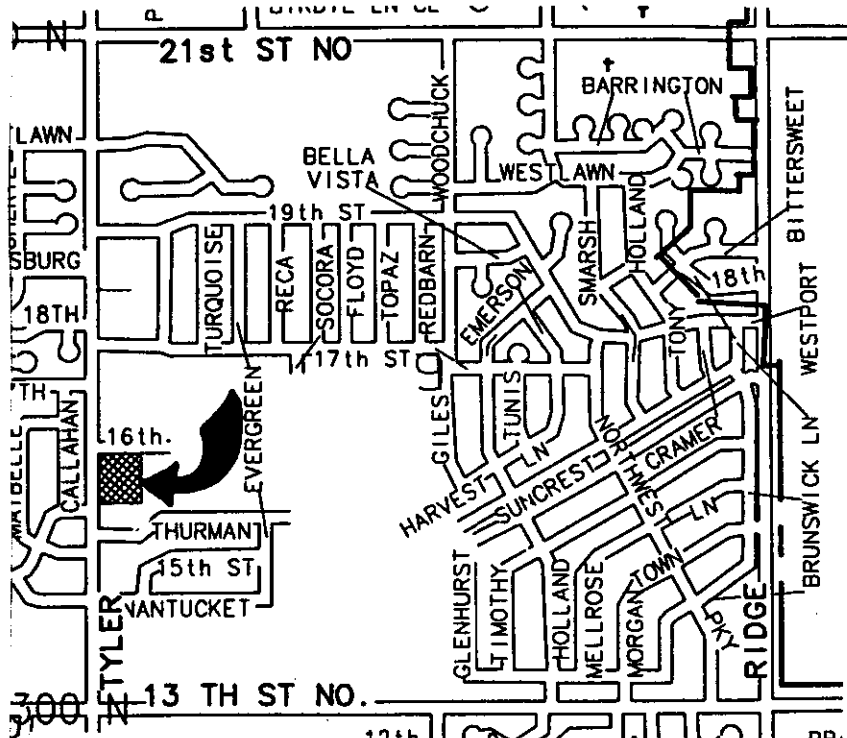 N
21st ST NO
BARRINGTON
LAWN
BELLA
VISTA
WOODCHUCK
WESTLAWN
BITTERSWEET
19th ST
HOLLAND
SMARSH
SBURG
TURQUOISE
RECA
SOCORA
FLOYD
TOPAZ
REDBARN
EMERSON
18th
18TH
TONY
WESTPORT
17th ST
TH
CALLAHAN
16th.
EVERGREEN
GILES
TUNIS
NORTHWEST
PKY
CRAMER
HARVEST LN
SUNCREST
LN
BRUNSWICK LN
MAIBELLE
THURMAN
15th ST
NANTUCKET
TYLER
GLENHURST
TIMOTHY
HOLLAND
MELLROSE
MORGANTOWN
RIDGE
300 N
13 TH ST NO.
12th